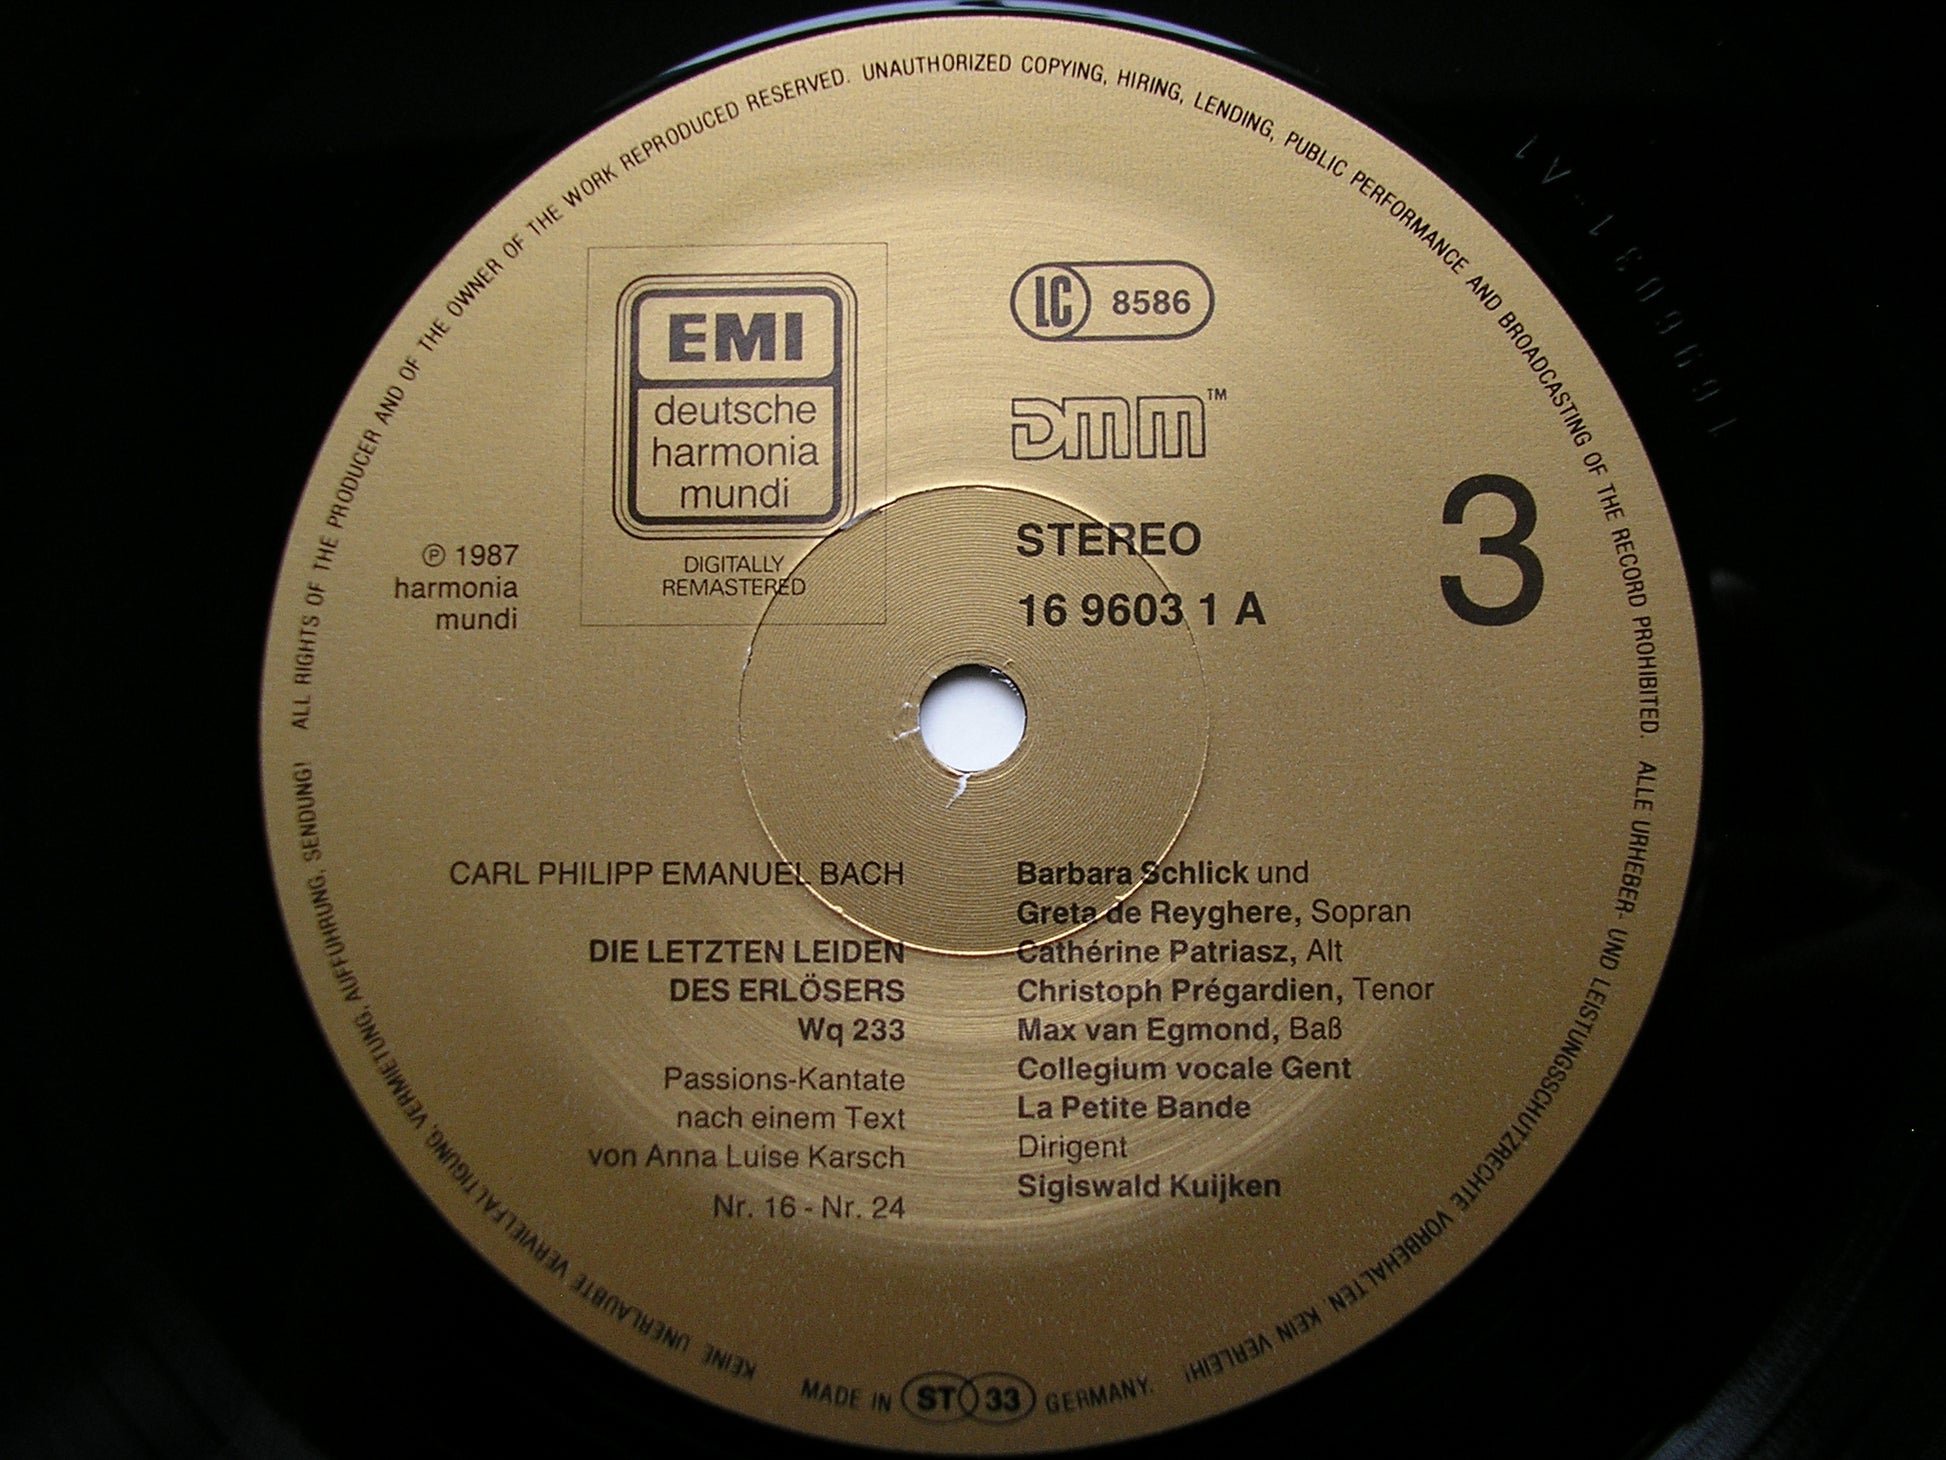 ALL RIGHTS OF THE PRODUCER AND OF THE OWNER OF THE WORK REPRODUCED RESERVED. UNAUTHORIZED COPYING, HIRING, LENDING, PUBLIC PERFORMANCE AND BROADCASTING OF THE RECORD PROHIBITED.
ALLE URHEBER- UND LEISTUNGSSCHUTZRECHTE VORBEHALTEN. KEIN VERLEIH!
KEINE UNERLAUBTE VERVIELFÄLTIGUNG, VERMIETUNG, AUFFÜHRUNG, SENDUNG!
EMI
deutsche
harmonia
mundi
DIGITALLY
REMASTERED
℗ 1987
harmonia
mundi
LC 8586
DMM™
STEREO
16 9603 1 A
3
CARL PHILIPP EMANUEL BACH
DIE LETZTEN LEIDEN
DES ERLÖSERS
Wq 233
Passions-Kantate
nach einem Text
von Anna Luise Karsch
Nr. 16 - Nr. 24
Barbara Schlick und
Greta de Reyghere, Sopran
Cathérine Patriasz, Alt
Christoph Prégardien, Tenor
Max van Egmond, Baß
Collegium vocale Gent
La Petite Bande
Dirigent
Sigiswald Kuijken
MADE IN ST 33 GERMANY.